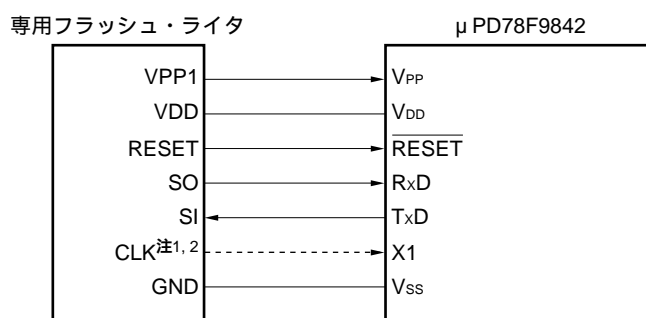 専用フラッシュ・ライタ μPD78F9842
VPP1 VPP
VDD VDD
RESET RESET
SO RxD
SI TxD
CLK注1, 2 X1
GND VSS